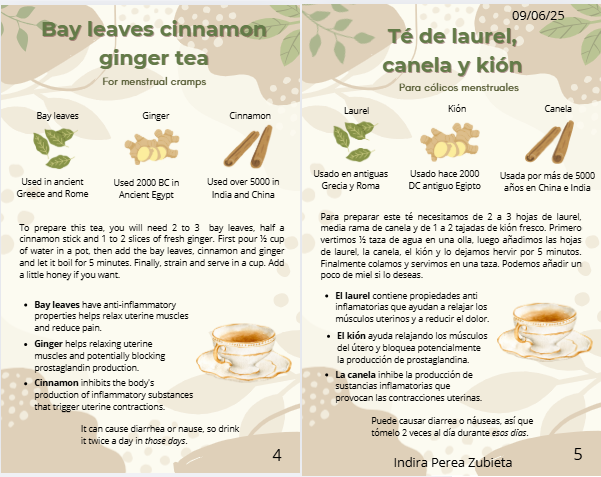 Bay leaves cinnamon
ginger tea
For menstrual cramps
Bay leaves
Ginger
Cinnamon
Used in ancient
Greece and Rome
Used 2000 BC in
Ancient Egypt
Used over 5000 in
India and China
To prepare this tea, you will need 2 to 3 bay leaves, half a
cinnamon stick and 1 to 2 slices of fresh ginger. First pour ½ cup
of water in a pot, then add the bay leaves, cinnamon and ginger
and let it boil for 5 minutes. Finally, strain and serve in a cup. Add
a little honey if you want.
• Bay leaves have anti-inflammatory
properties helps relax uterine muscles
and reduce pain.
• Ginger helps relaxing uterine
muscles and potentially blocking
prostaglandin production.
• Cinnamon inhibits the body's
production of inflammatory substances
that trigger uterine contractions.
It can cause diarrhea or nause, so drink
it twice a day in those days.
4
09/06/25
Té de laurel,
canela y kión
Para cólicos menstruales
Laurel
Kión
Canela
Usado en antiguas
Grecia y Roma
Usado hace 2000
DC antiguo Egipto
Usada por más de 5000
años en China e India
Para preparar este té necesitamos de 2 a 3 hojas de laurel,
media rama de canela y de 1 a 2 tajadas de kión fresco. Primero
vertimos ½ taza de agua en una olla, luego añadimos las hojas
de laurel, la canela, el kión y lo dejamos hervir por 5 minutos.
Finalmente colamos y servimos en una taza. Podemos añadir un
poco de miel si lo deseas.
• El laurel contiene propiedades anti
inflamatorias que ayudan a relajar los
músculos uterinos y a reducir el dolor.
• El kión ayuda relajando los músculos
del útero y bloquea potencialmente
la producción de prostaglandina.
• La canela inhibe la producción de
sustancias inflamatorias que
provocan las contracciones uterinas.
Puede causar diarrea o náuseas, así que
tómelo 2 veces al día durante esos días.
Indira Perea Zubieta
5